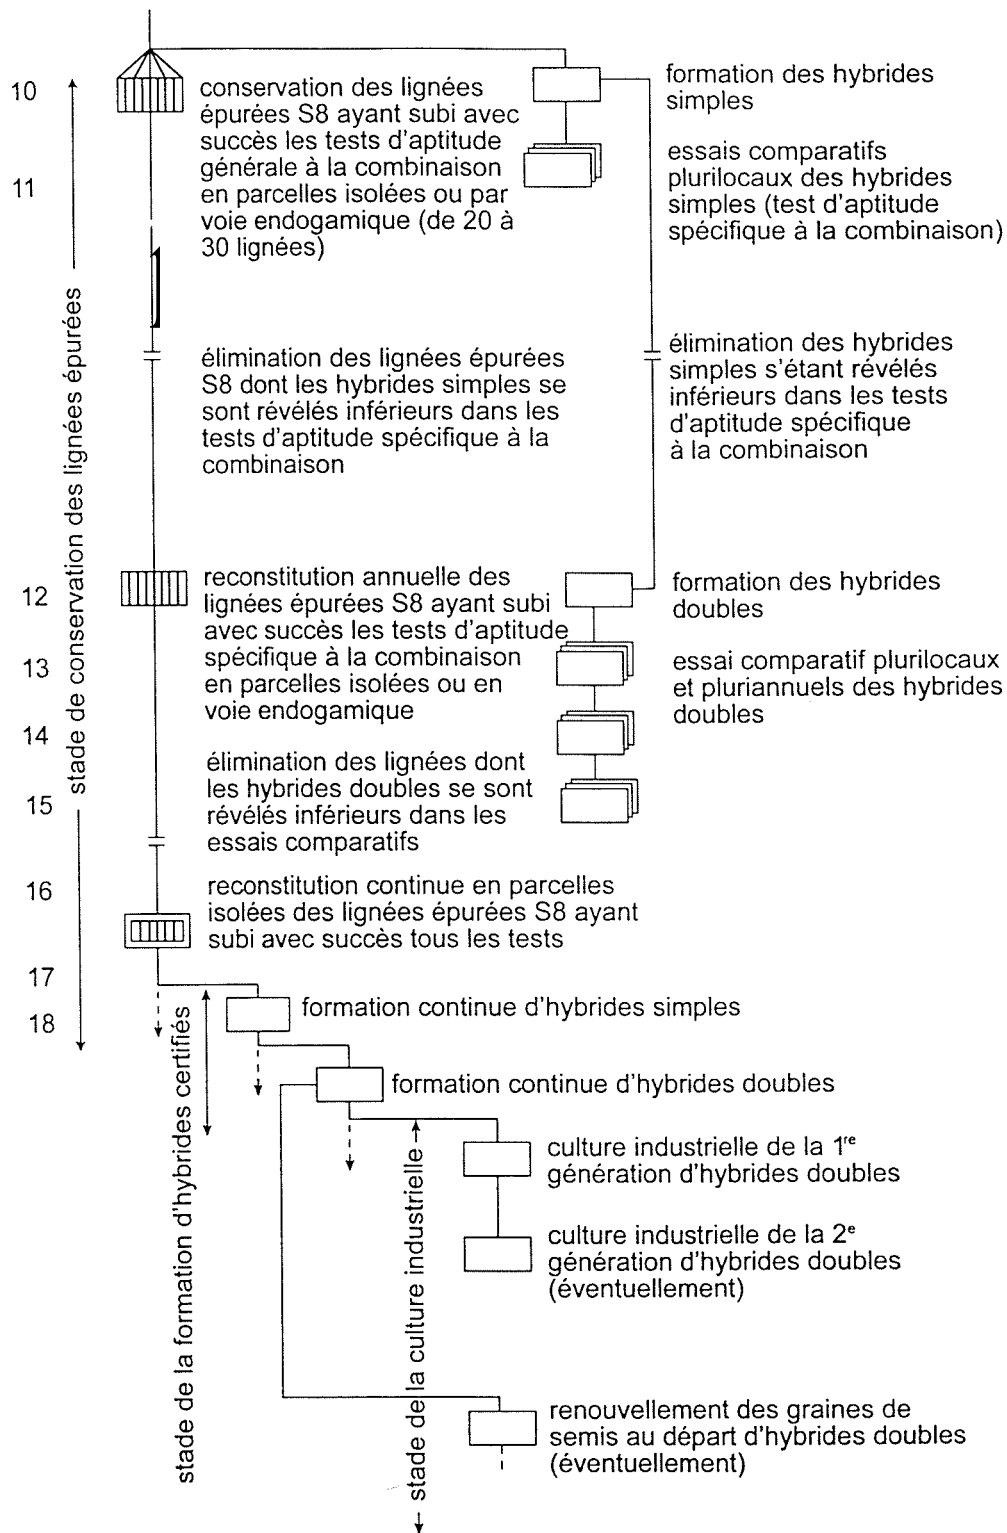 10
conservation des lignées
épurées S8 ayant subi avec
succès les tests d'aptitude
générale à la combinaison
en parcelles isolées ou par
voie endogamique (de 20 à
30 lignées)
formation des hybrides
simples
11
essais comparatifs
plurilocaux des hybrides
simples (test d'aptitude
spécifique à la combinaison)
stade de conservation des lignées épurées
élimination des lignées épurées
S8 dont les hybrides simples se
sont révélés inférieurs dans les
tests d'aptitude spécifique à la
combinaison
élimination des hybrides
simples s'étant révélés
inférieurs dans les tests
d'aptitude spécifique
à la combinaison
12
reconstitution annuelle des
lignées épurées S8 ayant subi
avec succès les tests d'aptitude
spécifique à la combinaison
en parcelles isolées ou en
voie endogamique
formation des hybrides
doubles
13
essai comparatif plurilocaux
et pluriannuels des hybrides
doubles
14
15
élimination des lignées dont
les hybrides doubles se sont
révélés inférieurs dans les
essais comparatifs
16
reconstitution continue en parcelles
isolées des lignées épurées S8 ayant
subi avec succès tous les tests
17
18
stade de la formation d'hybrides certifiés
formation continue d'hybrides simples
formation continue d'hybrides doubles
stade de la culture industrielle
culture industrielle de la 1re
génération d'hybrides doubles
culture industrielle de la 2e
génération d'hybrides doubles
(éventuellement)
renouvellement des graines de
semis au départ d'hybrides doubles
(éventuellement)